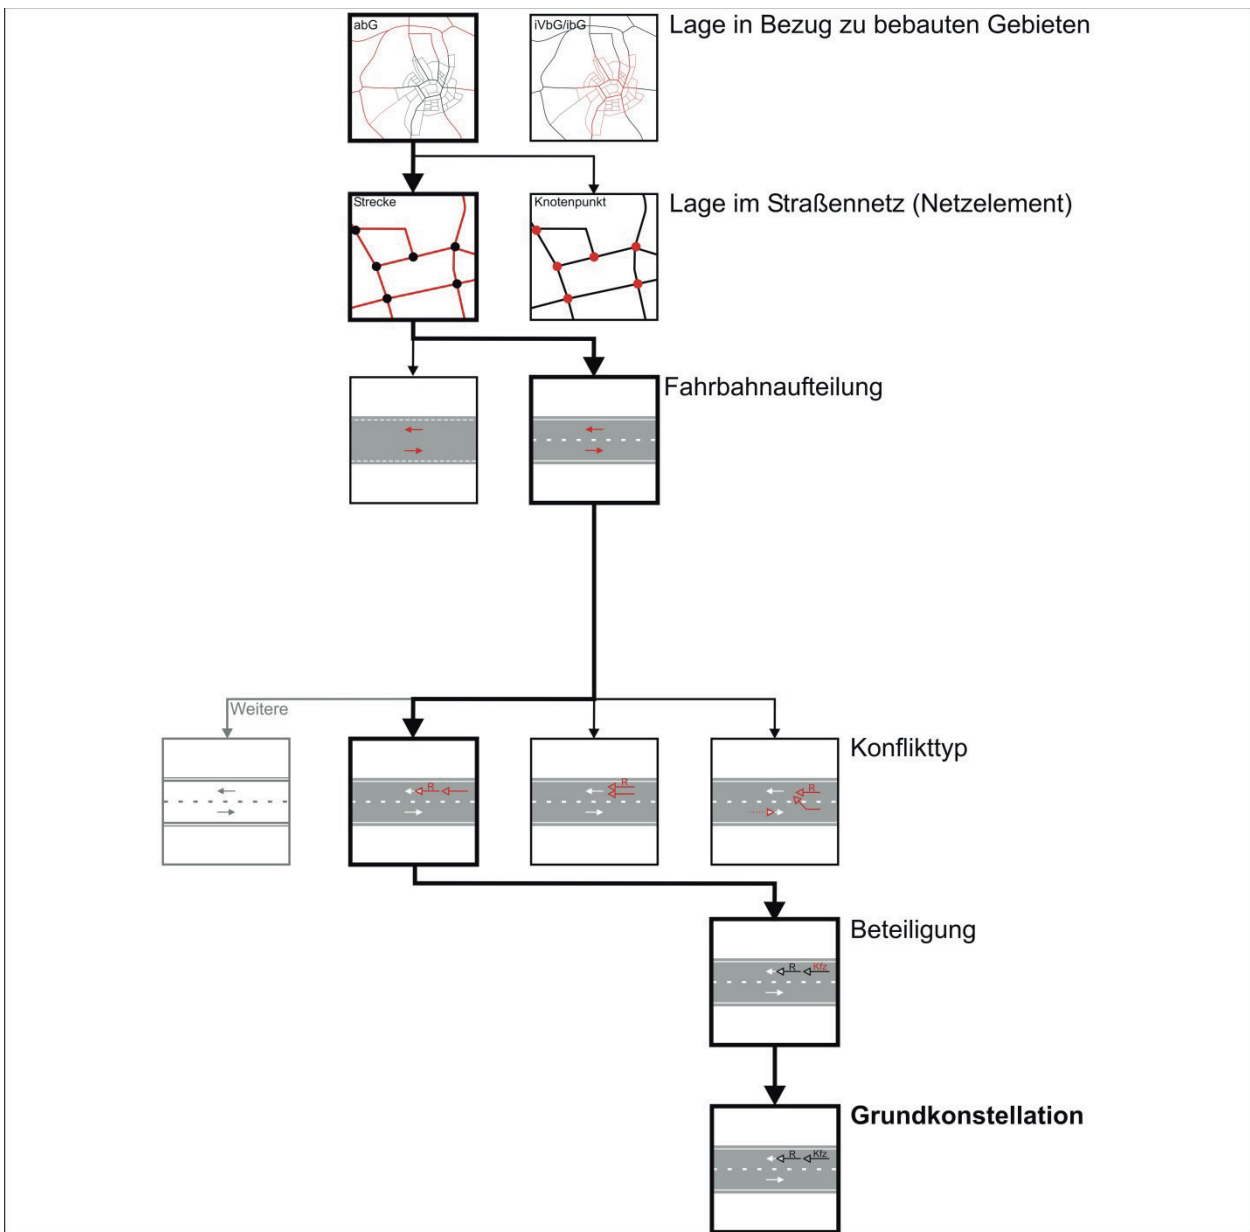 abG
iVbG/ibG
Lage in Bezug zu bebauten Gebieten
Strecke
Knotenpunkt
Lage im Straßennetz (Netzelement)
Fahrbahnaufteilung
Weitere
Konflikttyp
R
R
R
Beteiligung
R Kfz
Grundkonstellation
R Kfz